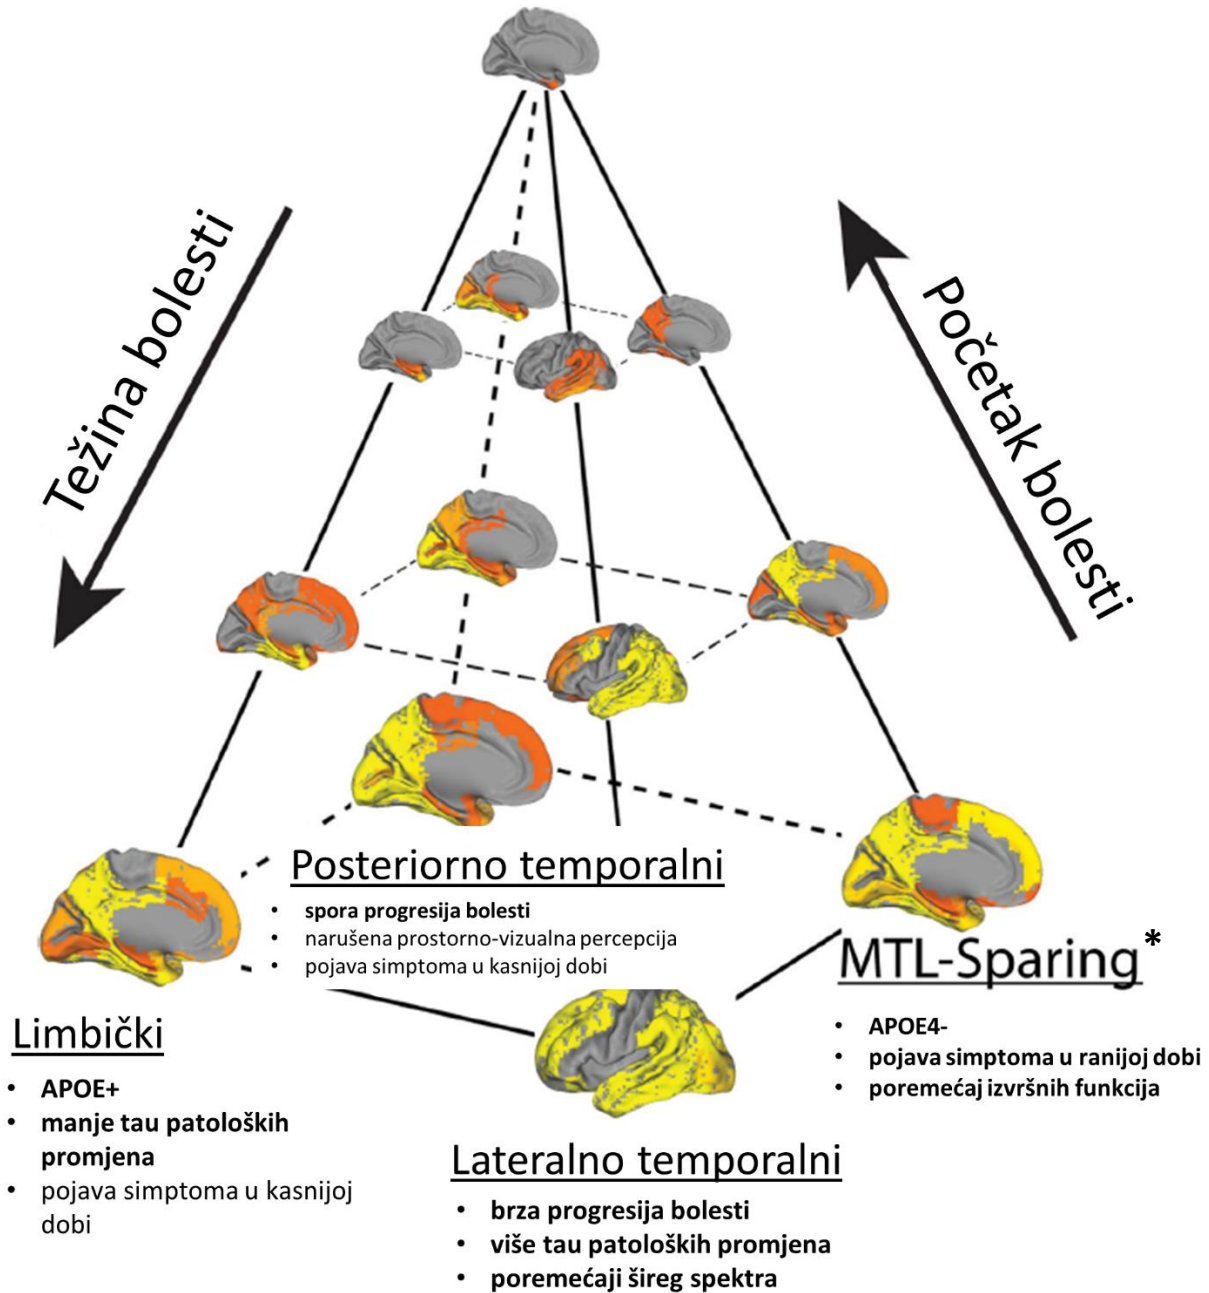 Težina bolesti
Početak bolesti
Posteriorno temporalni
• spora progresija bolesti
• narušena prostorno-vizualna percepcija
• pojava simptoma u kasnijoj dobi
MTL-Sparing*
• APOE4-
• pojava simptoma u ranijoj dobi
• poremećaj izvršnih funkcija
Limbički
• APOE+
• manje tau patoloških
promjena
• pojava simptoma u kasnijoj
dobi
Lateralno temporalni
• brza progresija bolesti
• više tau patoloških promjena
• poremećaji šireg spektra